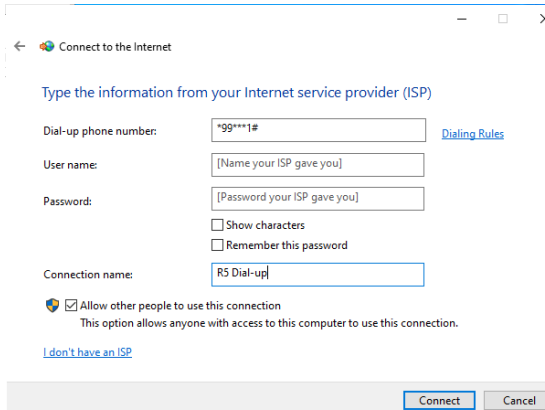 Connect to the Internet
Type the information from your Internet service provider (ISP)
Dial-up phone number:
*99***1#
Dialing Rules
User name:
[Name your ISP gave you]
Password:
[Password your ISP gave you]
Show characters
Remember this password
Connection name:
R5 Dial-up
Allow other people to use this connection
This option allows anyone with access to this computer to use this connection.
I don't have an ISP
Connect
Cancel